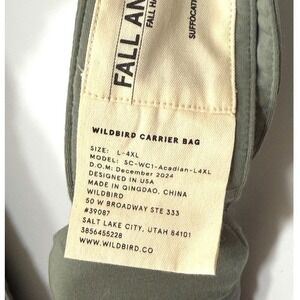 FALL AN
FALL HA
SUFFOCAT
WILDBIRD CARRIER BAG
SIZE: L-4XL
MODEL: SC-WC1-Acadian-L4XL
D.O.M: December 2024
DESIGNED IN USA
MADE IN QINGDAO, CHINA
WILDBIRD
50 W BROADWAY STE 333
#39087
SALT LAKE CITY, UTAH 84101
3856455228
WWW.WILDBIRD.CO